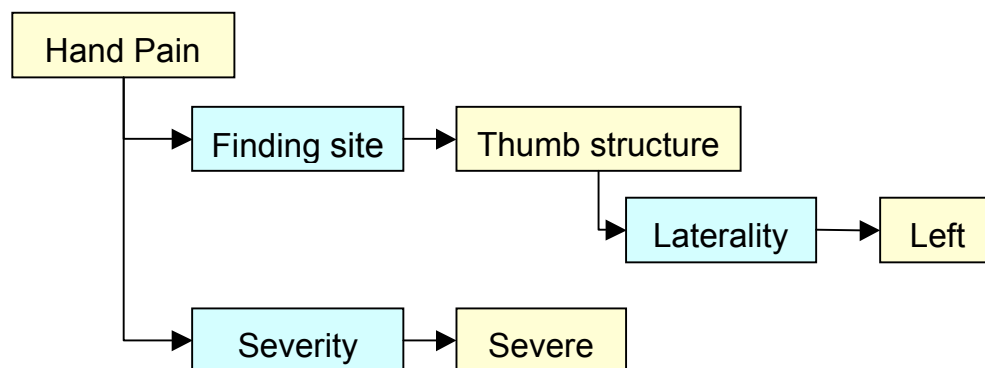 Hand Pain
Finding site
Thumb structure
Laterality
Left
Severity
Severe